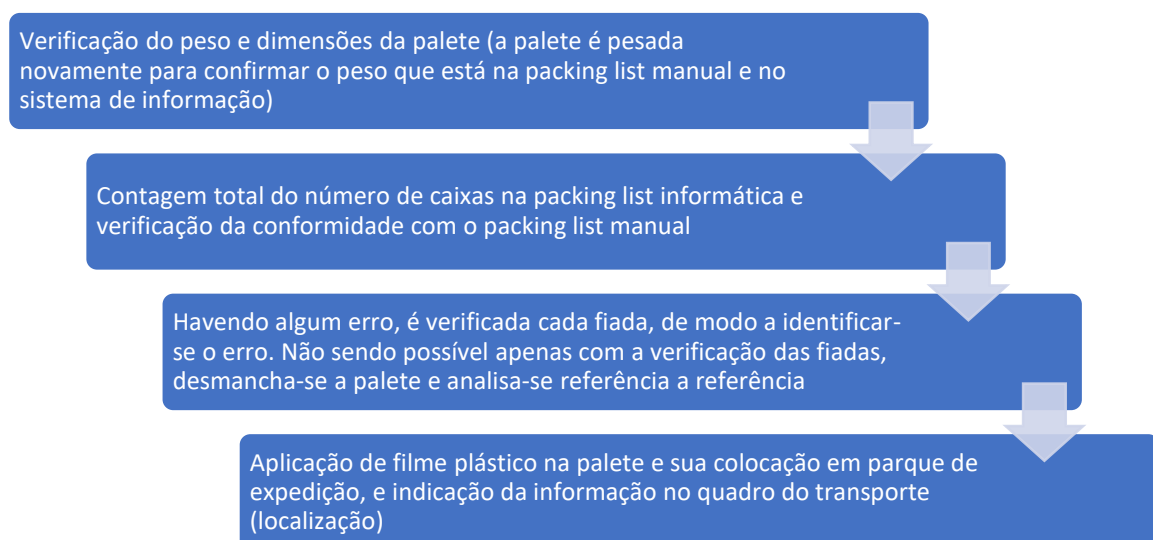 Verificação do peso e dimensões da palete (a palete é pesada
novamente para confirmar o peso que está na packing list manual e no
sistema de informação)
Contagem total do número de caixas na packing list informática e
verificação da conformidade com o packing list manual
Havendo algum erro, é verificada cada fiada, de modo a identificar-
se o erro. Não sendo possível apenas com a verificação das fiadas,
desmancha-se a palete e analisa-se referência a referência
Aplicação de filme plástico na palete e sua colocação em parque de
expedição, e indicação da informação no quadro do transporte
(localização)